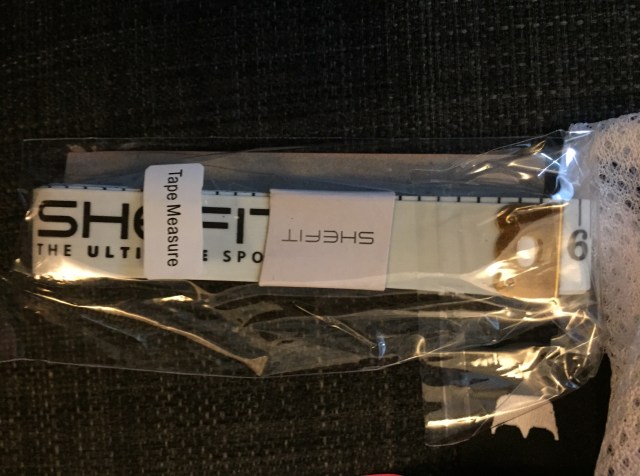 SHEFIT
THE ULTI E SPO
Tape Measure
SHEFIT
6